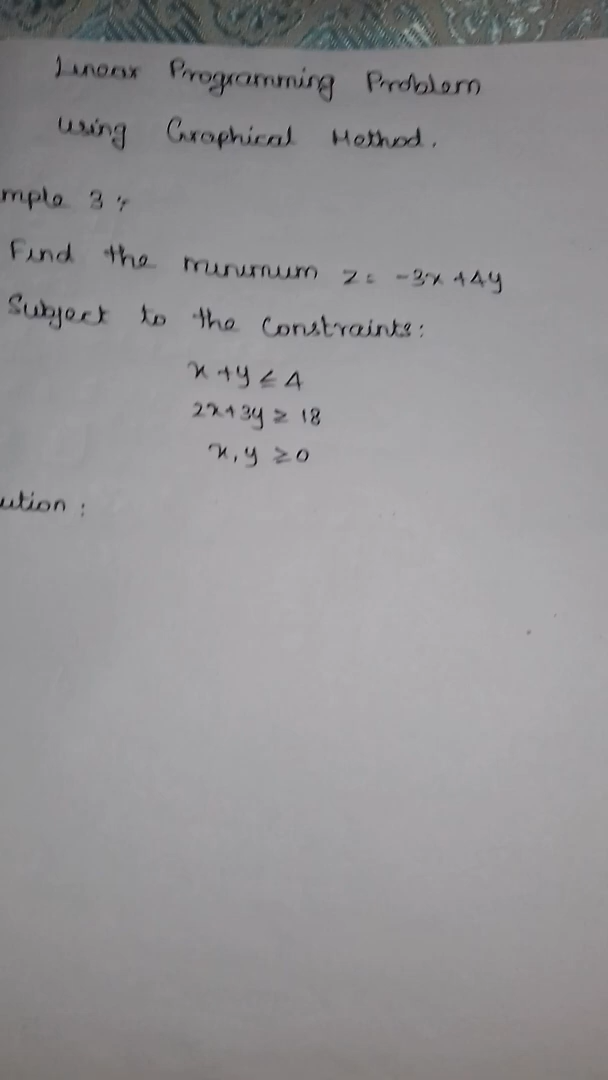 Linear Programming Problem
using Graphical Method.
mple 3:
Find the minimum z = -3x + 4y
Subject to the Constraints:
x + y ≤ 4
2x + 3y ≥ 18
x, y ≥ 0
ution: